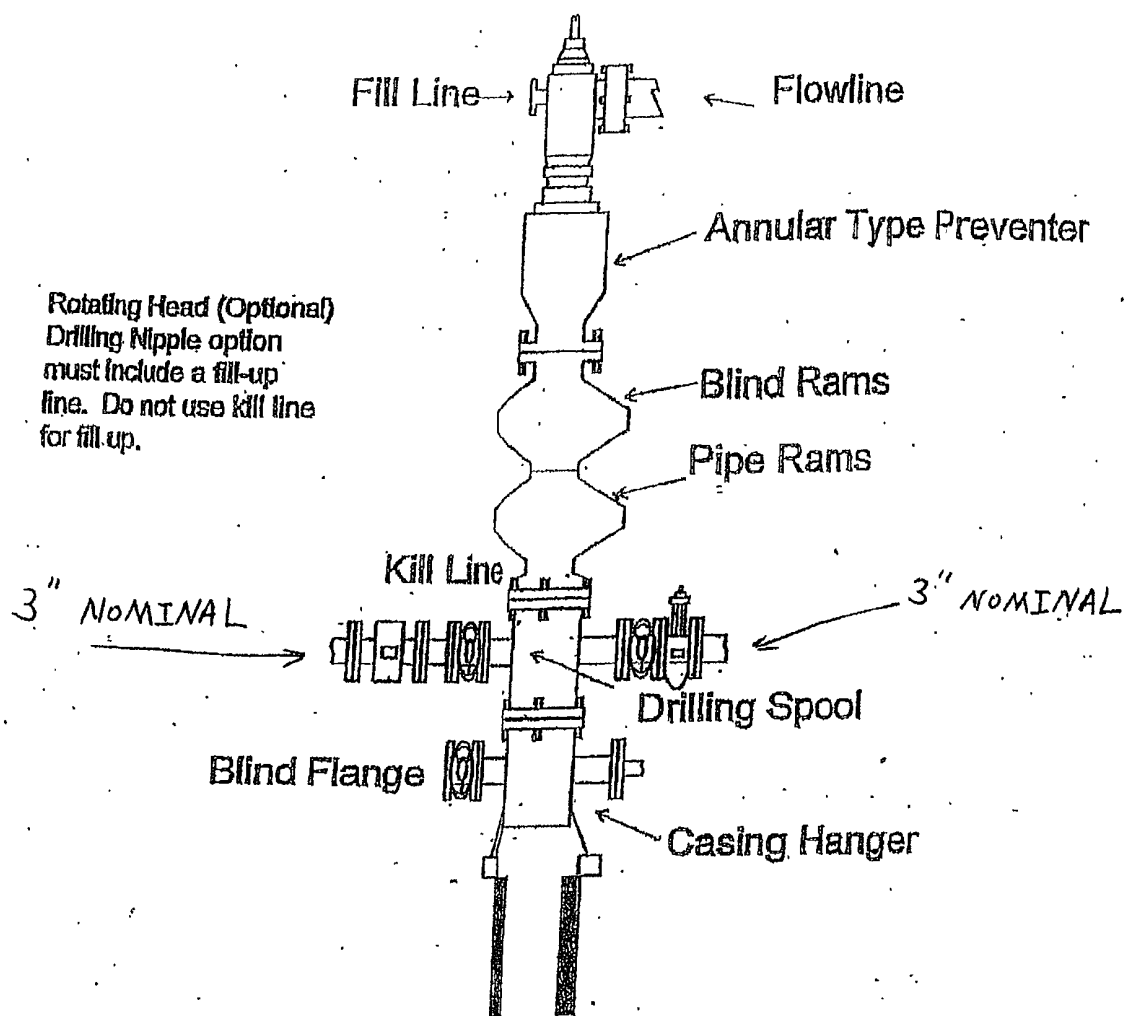 Fill Line
Flowline
Annular Type Preventer
Rotating Head (Optional)
Drilling Nipple option
must include a fill-up
line. Do not use kill line
for fill up.
Blind Rams
Pipe Rams
Kill Line
3" NOMINAL
3" NOMINAL
Drilling Spool
Blind Flange
Casing Hanger